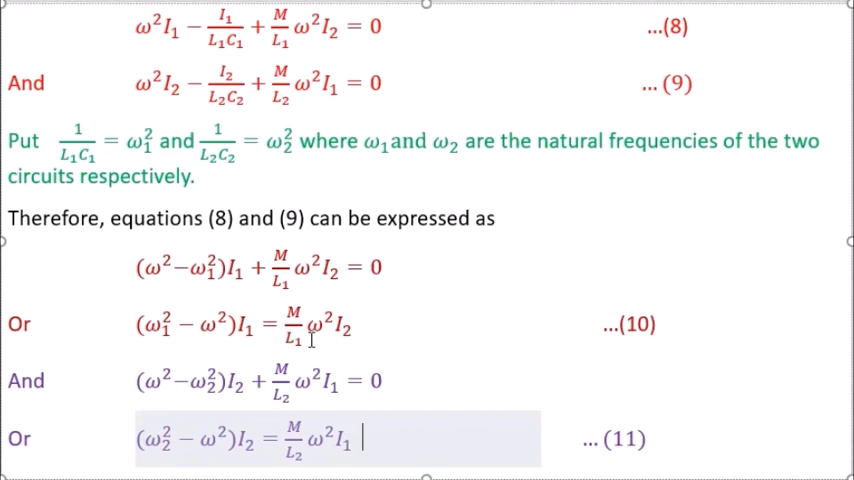 ω²I₁ − I₁/(L₁C₁) + M/L₁ ω²I₂ = 0 ...(8)
And ω²I₂ − I₂/(L₂C₂) + M/L₂ ω²I₁ = 0 ... (9)
Put 1/(L₁C₁) = ω₁² and 1/(L₂C₂) = ω₂² where ω₁and ω₂ are the natural frequencies of the two
circuits respectively.
Therefore, equations (8) and (9) can be expressed as
(ω²−ω₁²)I₁ + M/L₁ ω²I₂ = 0
Or (ω₁² − ω²)I₁ = M/L₁ ω²I₂ ...(10)
And (ω²−ω₂²)I₂ + M/L₂ ω²I₁ = 0
Or (ω₂² − ω²)I₂ = M/L₂ ω²I₁ ... (11)